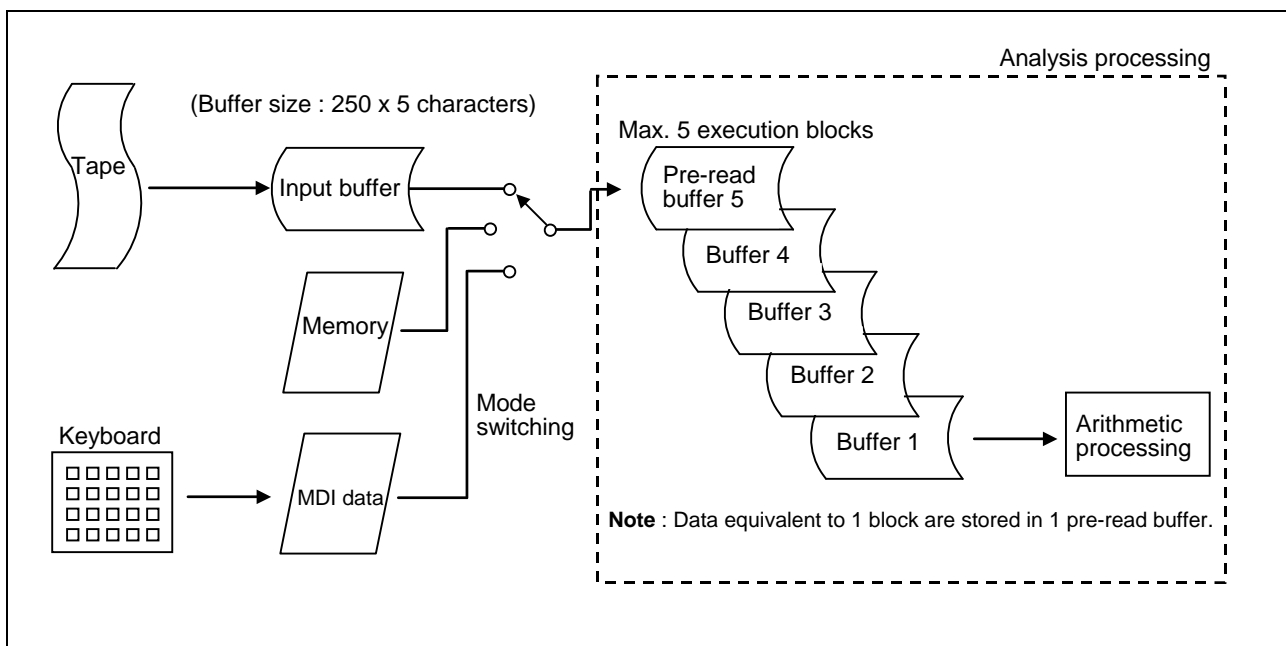 Analysis processing
(Buffer size : 250 x 5 characters)
Max. 5 execution blocks
Tape
Input buffer
Pre-read
buffer 5
Buffer 4
Memory
Buffer 3
Buffer 2
Mode
switching
Keyboard
Buffer 1
Arithmetic
processing
MDI data
Note : Data equivalent to 1 block are stored in 1 pre-read buffer.